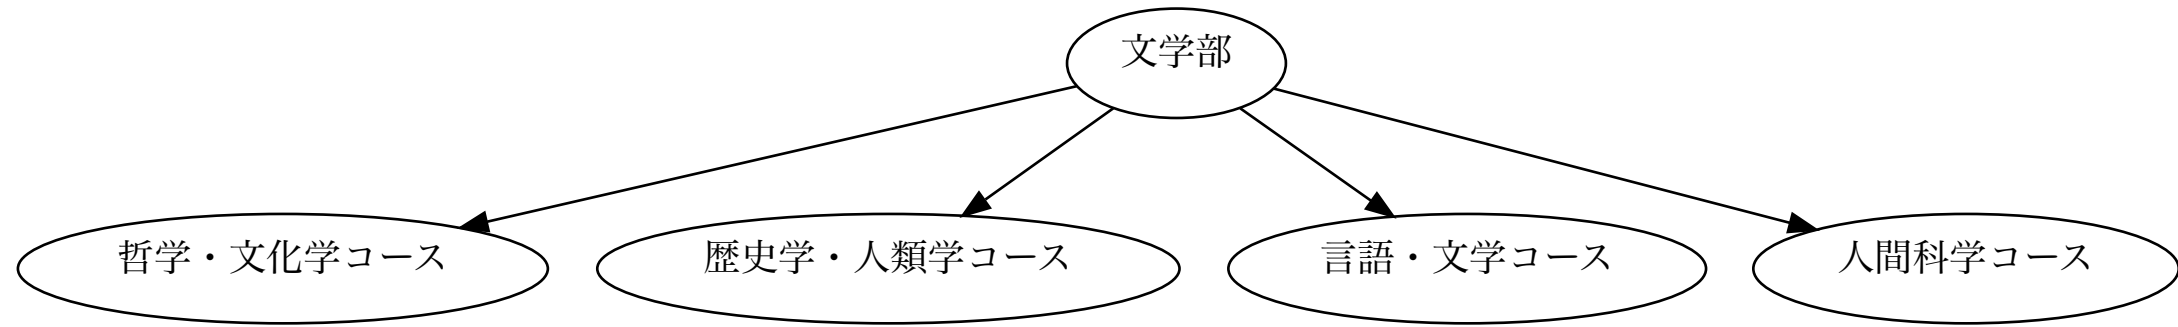 文学部
哲学・文化学コース
歴史学・人類学コース
言語・文学コース
人間科学コース